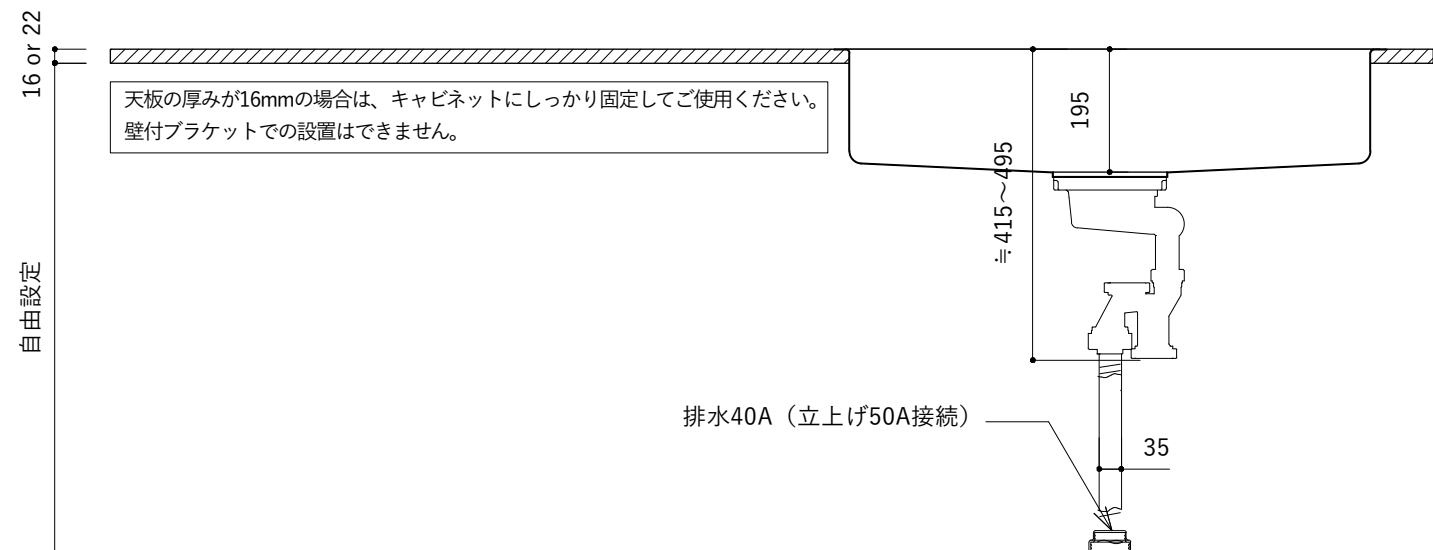 16 or 22
天板の厚みが16mmの場合は、キャビネットにしっかり固定してご使用ください。
壁付ブラケットでの設置はできません。
195
≒415～495
自由設定
排水40A（立上げ50A接続）
35